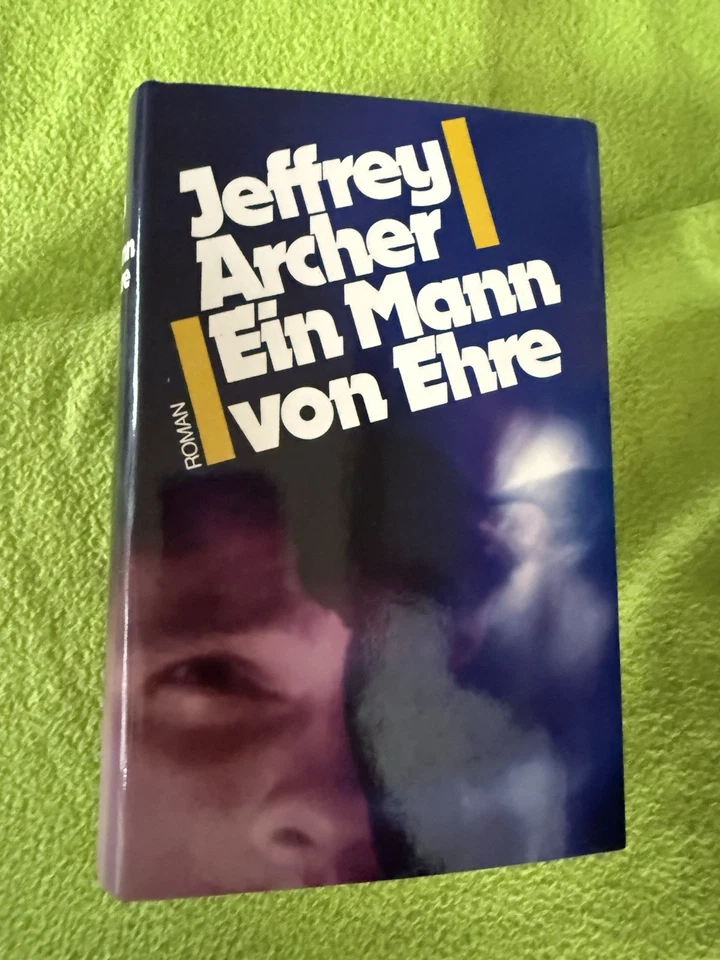 Jeffrey
Archer
Ein Mann
von Ehre
ROMAN